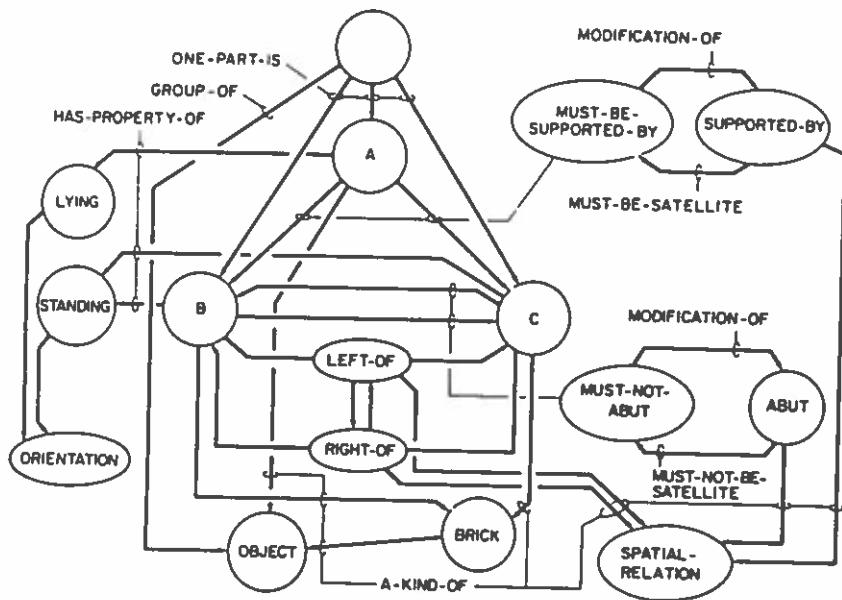 ONE-PART-IS
GROUP-OF
HAS-PROPERTY-OF
MODIFICATION-OF
MUST-BE-
SUPPORTED-BY
SUPPORTED-BY
MUST-BE-SATELLITE
A
LYING
STANDING
B
C
MODIFICATION-OF
LEFT-OF
MUST-NOT-
ABUT
ABUT
RIGHT-OF
ORIENTATION
MUST-NOT-BE-
SATELLITE
BRICK
OBJECT
SPATIAL-
RELATION
A-KIND-OF